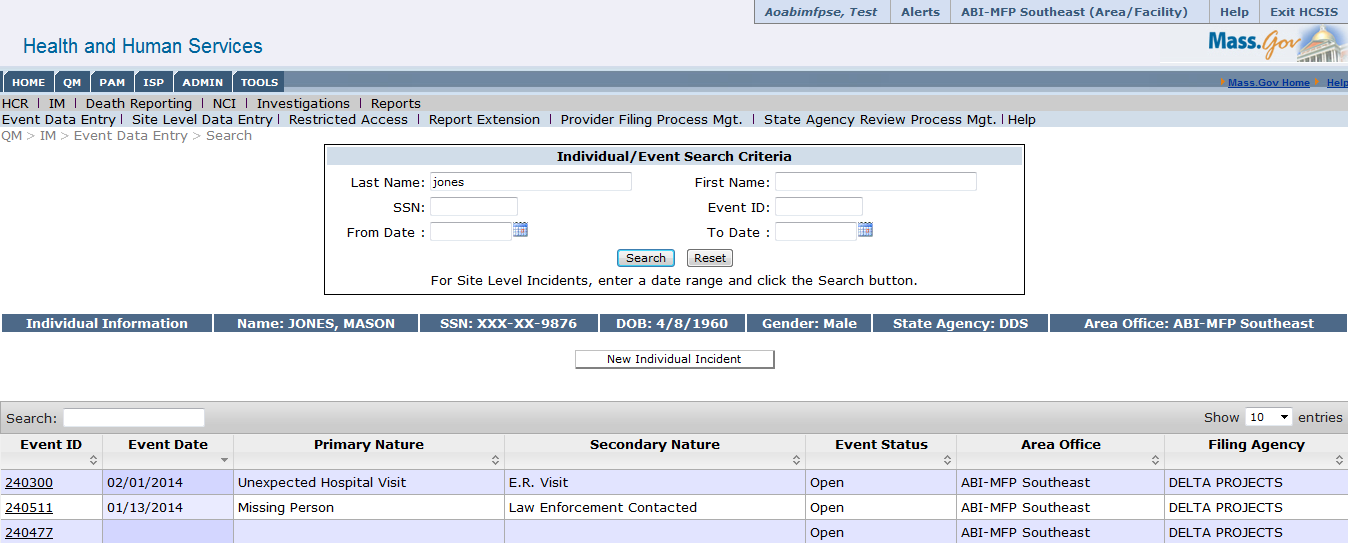 Aoabimfpse, Test Alerts ABI-MFP Southeast (Area/Facility) Help Exit HCSIS
Health and Human Services
Mass.Gov
HOME QM PAM ISP ADMIN TOOLS
Mass.Gov Home Help
HCR | IM | Death Reporting | NCI | Investigations | Reports
Event Data Entry | Site Level Data Entry | Restricted Access | Report Extension | Provider Filing Process Mgt. | State Agency Review Process Mgt. | Help
QM > IM > Event Data Entry > Search
Individual/Event Search Criteria
Last Name: jones First Name:
SSN: Event ID:
From Date : To Date :
Search Reset
For Site Level Incidents, enter a date range and click the Search button.
Individual Information Name: JONES, MASON SSN: XXX-XX-9876 DOB: 4/8/1960 Gender: Male State Agency: DDS Area Office: ABI-MFP Southeast
New Individual Incident
Search: Show 10 entries
Event ID Event Date Primary Nature Secondary Nature Event Status Area Office Filing Agency
240300 02/01/2014 Unexpected Hospital Visit E.R. Visit Open ABI-MFP Southeast DELTA PROJECTS
240511 01/13/2014 Missing Person Law Enforcement Contacted Open ABI-MFP Southeast DELTA PROJECTS
240477 Open ABI-MFP Southeast DELTA PROJECTS